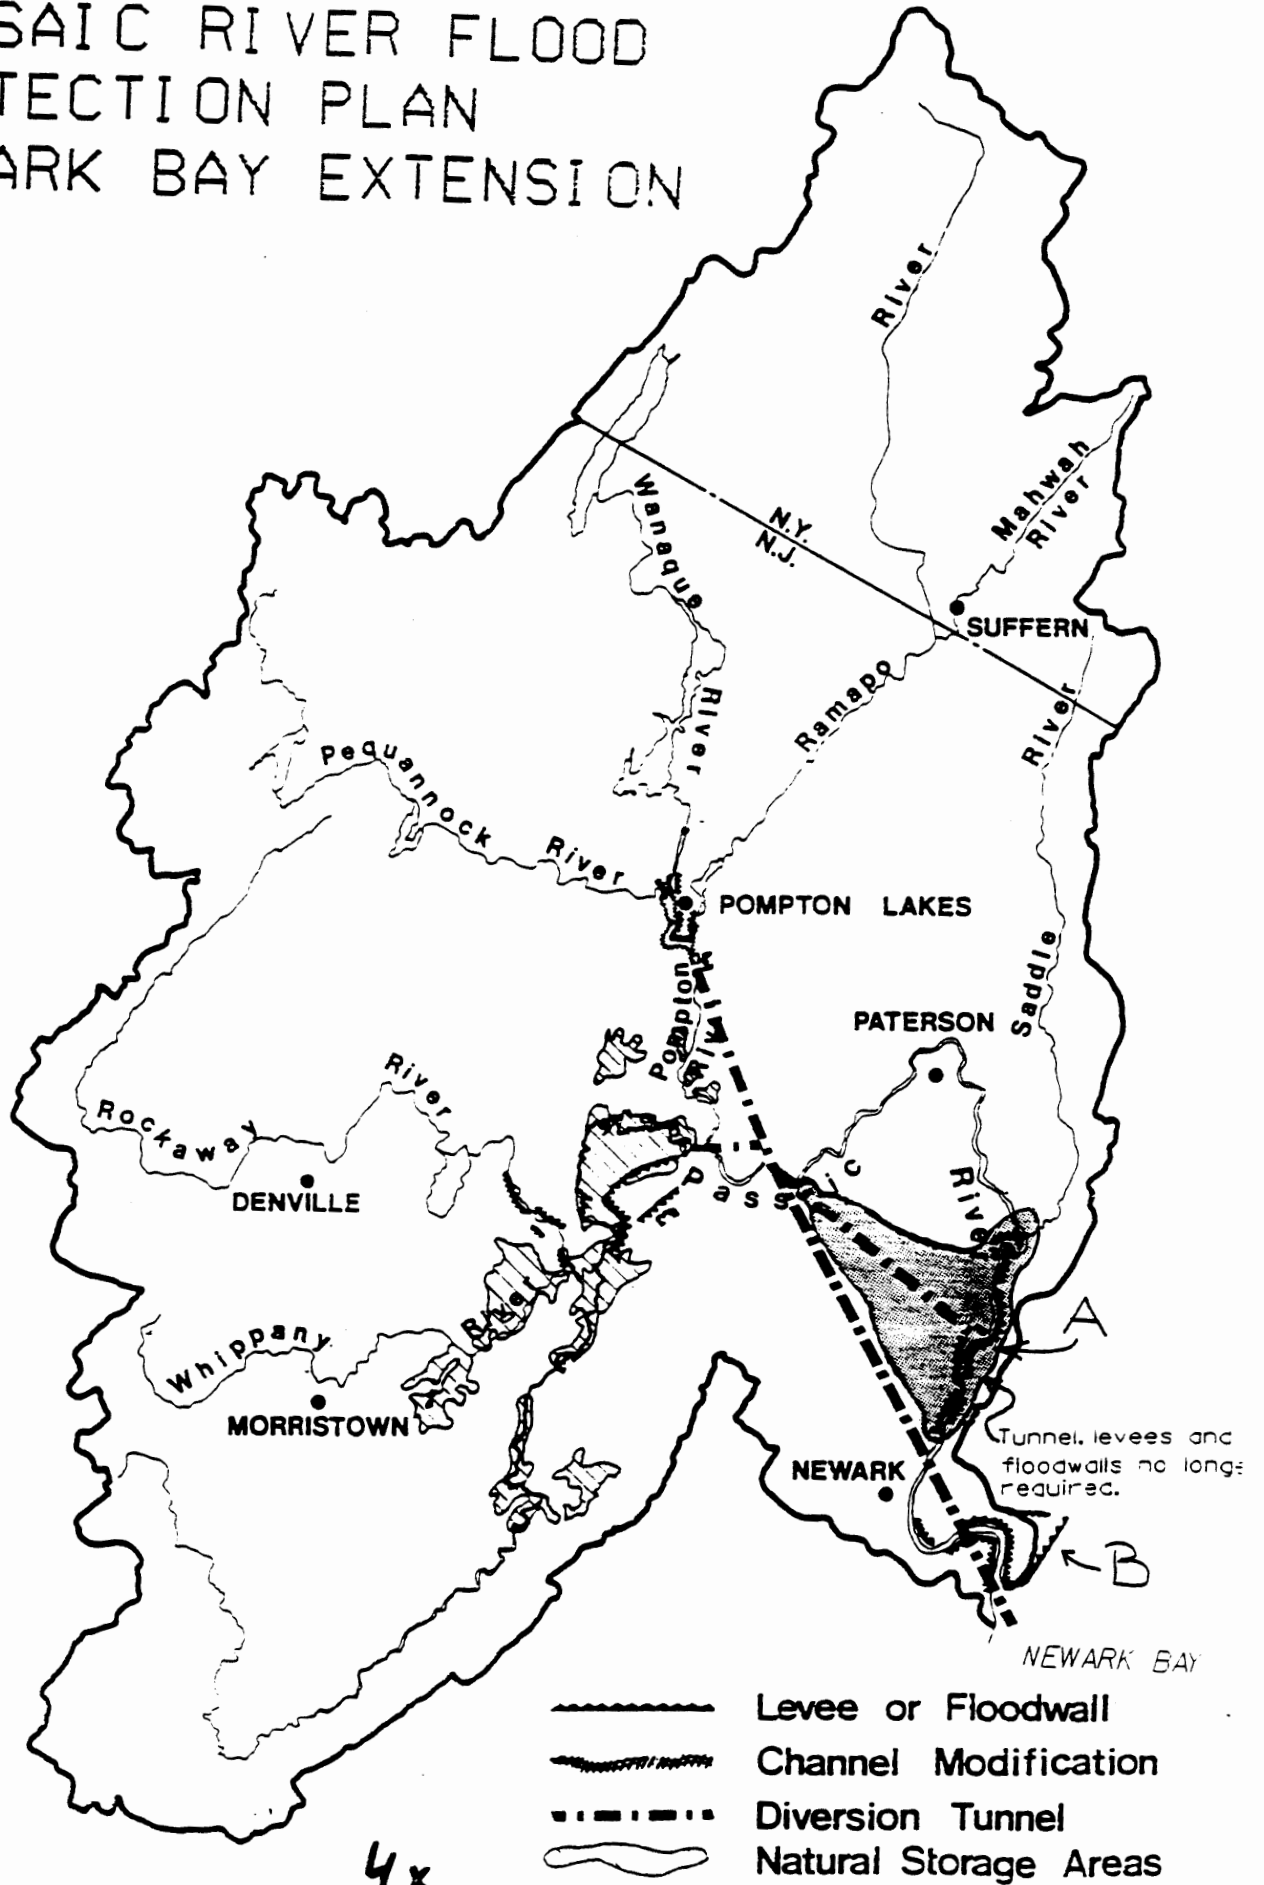 SAIC RIVER FLOOD
TECTION PLAN
ARK BAY EXTENSION
River
Mahwah
River
Wanaque
River
N.Y.
N.J.
SUFFERN
Ramapo
River
Saddle
Pequannock River
POMPTON LAKES
Pompton
Riv
PATERSON
River
Rockaway
DENVILLE
Passaic
River
River
Whippany
MORRISTOWN
A
Tunnel, levees and
floodwalls no longe
required.
NEWARK
B
NEWARK BAY
Levee or Floodwall
Channel Modification
Diversion Tunnel
Natural Storage Areas
4x